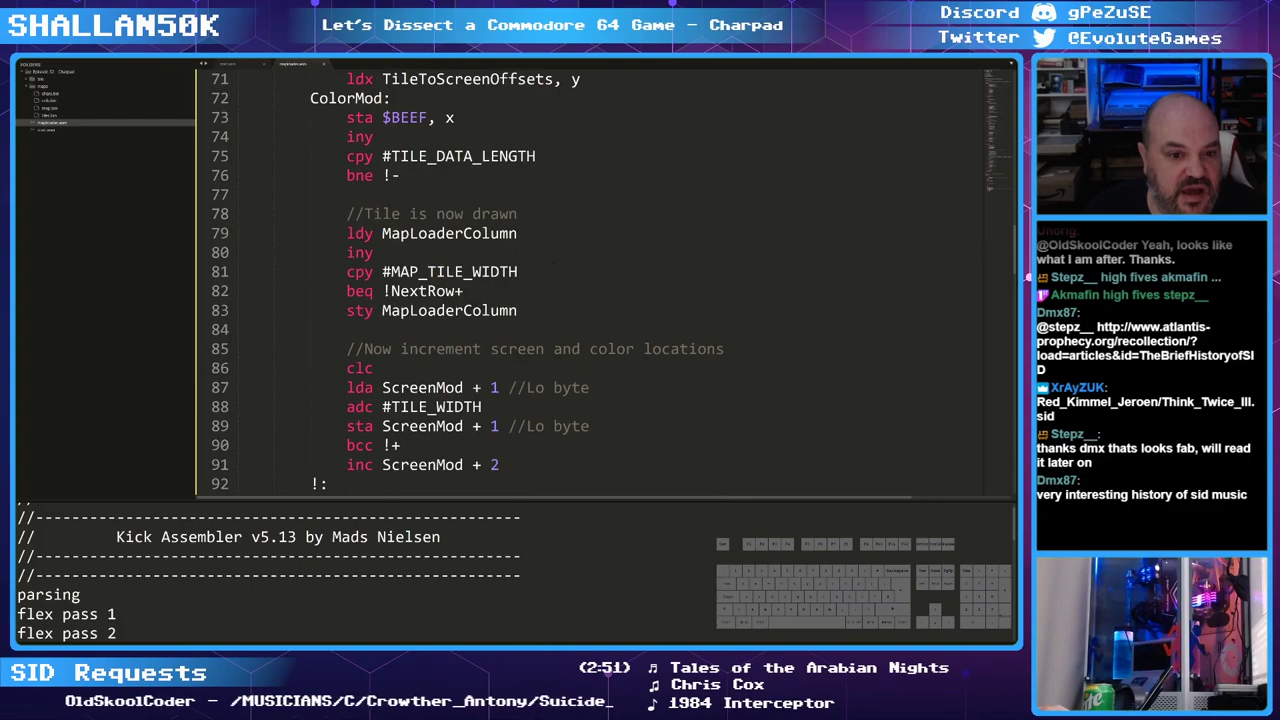 SHALLAN50K
Let's Dissect a Commodore 64 Game - Charpad
Discord gPeZuSE
Twitter @EvoluteGames
FOLDERS
71 ldx TileToScreenOffsets, y
72 ColorMod:
73 sta $BEEF, x
74 iny
75 cpy #TILE_DATA_LENGTH
76 bne !-
77
78 //Tile is now drawn
79 ldy MapLoaderColumn
80 iny
81 cpy #MAP_TILE_WIDTH
82 beq !NextRow+
83 sty MapLoaderColumn
84
85 //Now increment screen and color locations
86 clc
87 lda ScreenMod + 1 //Lo byte
88 adc #TILE_WIDTH
89 sta ScreenMod + 1 //Lo byte
90 bcc !+
91 inc ScreenMod + 2
92 !:
//------------------------------------------------------
// Kick Assembler v5.13 by Mads Nielsen
//------------------------------------------------------
//------------------------------------------------------
parsing
flex pass 1
flex pass 2
Unorig:
@OldSkoolCoder Yeah, looks like
what I am after. Thanks.
Stepz__ high fives akmafin ...
Akmafin high fives stepz__
Dmx87:
@stepz__ http://www.atlantis-
prophecy.org/recollection/?
load=articles&id=TheBriefHistoryofSI
D
XrAyZUK:
Red_Kimmel_Jeroen/Think_Twice_III.
sid
Stepz__:
thanks dmx thats looks fab, will read
it later on
Dmx87:
very interesting history of sid music
SID Requests
OldSkoolCoder - /MUSICIANS/C/Crowther_Antony/Suicide_
(2:51) ♫ Tales of the Arabian Nights
♫ Chris Cox
♪ 1984 Interceptor